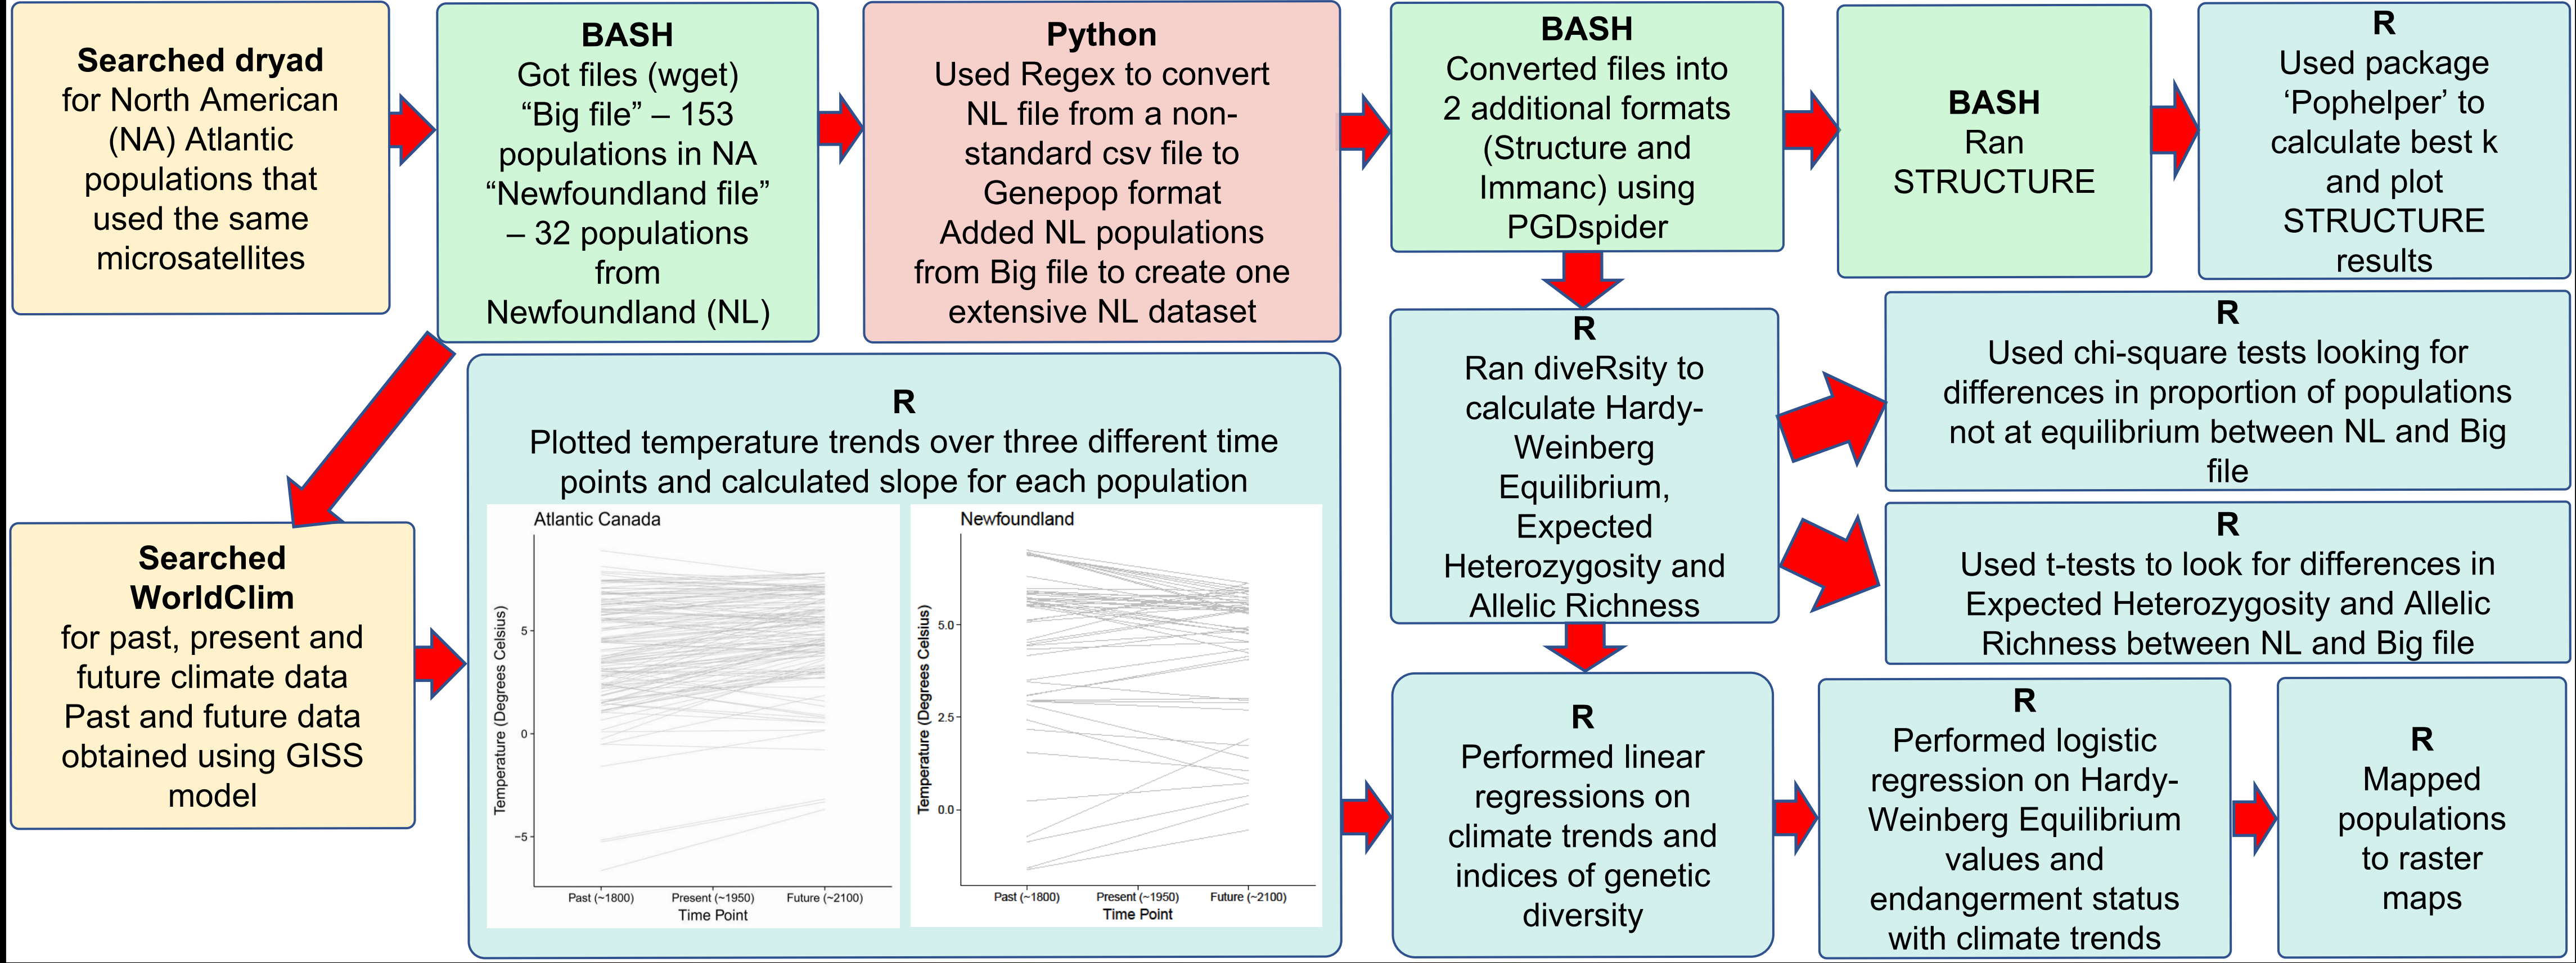 Searched dryad
for North American
(NA) Atlantic
populations that
used the same
microsatellites
BASH
Got files (wget)
“Big file” – 153
populations in NA
“Newfoundland file”
– 32 populations
from
Newfoundland (NL)
Python
Used Regex to convert
NL file from a non-
standard csv file to
Genepop format
Added NL populations
from Big file to create one
extensive NL dataset
BASH
Converted files into
2 additional formats
(Structure and
Immanc) using
PGDspider
BASH
Ran
STRUCTURE
R
Used package
‘Pophelper’ to
calculate best k
and plot
STRUCTURE
results
R
Ran diveRsity to
calculate Hardy-
Weinberg
Equilibrium,
Expected
Heterozygosity and
Allelic Richness
R
Used chi-square tests looking for
differences in proportion of populations
not at equilibrium between NL and Big
file
R
Used t-tests to look for differences in
Expected Heterozygosity and Allelic
Richness between NL and Big file
Searched
WorldClim
for past, present and
future climate data
Past and future data
obtained using GISS
model
R
Plotted temperature trends over three different time
points and calculated slope for each population
Atlantic Canada
Temperature (Degrees Celsius)
5
0
−5
Past (~1800)
Present (~1950)
Future (~2100)
Time Point
Newfoundland
Temperature (Degrees Celsius)
5.0
2.5
0.0
Past (~1800)
Present (~1950)
Future (~2100)
Time Point
R
Performed linear
regressions on
climate trends and
indices of genetic
diversity
R
Performed logistic
regression on Hardy-
Weinberg Equilibrium
values and
endangerment status
with climate trends
R
Mapped
populations
to raster
maps